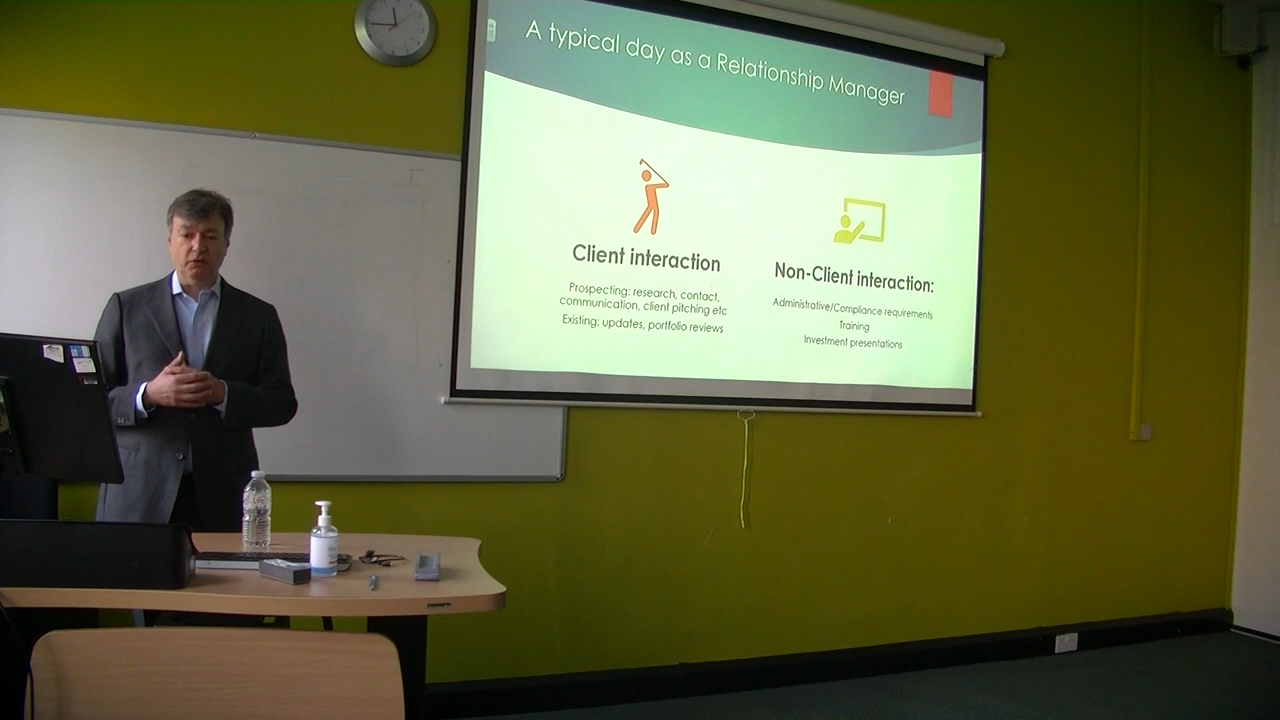 A typical day as a Relationship Manager
Client interaction
Prospecting: research, contact,
communication, client pitching etc
Existing: updates, portfolio reviews
Non-Client interaction:
Administrative/Compliance requirements
Training
Investment presentations